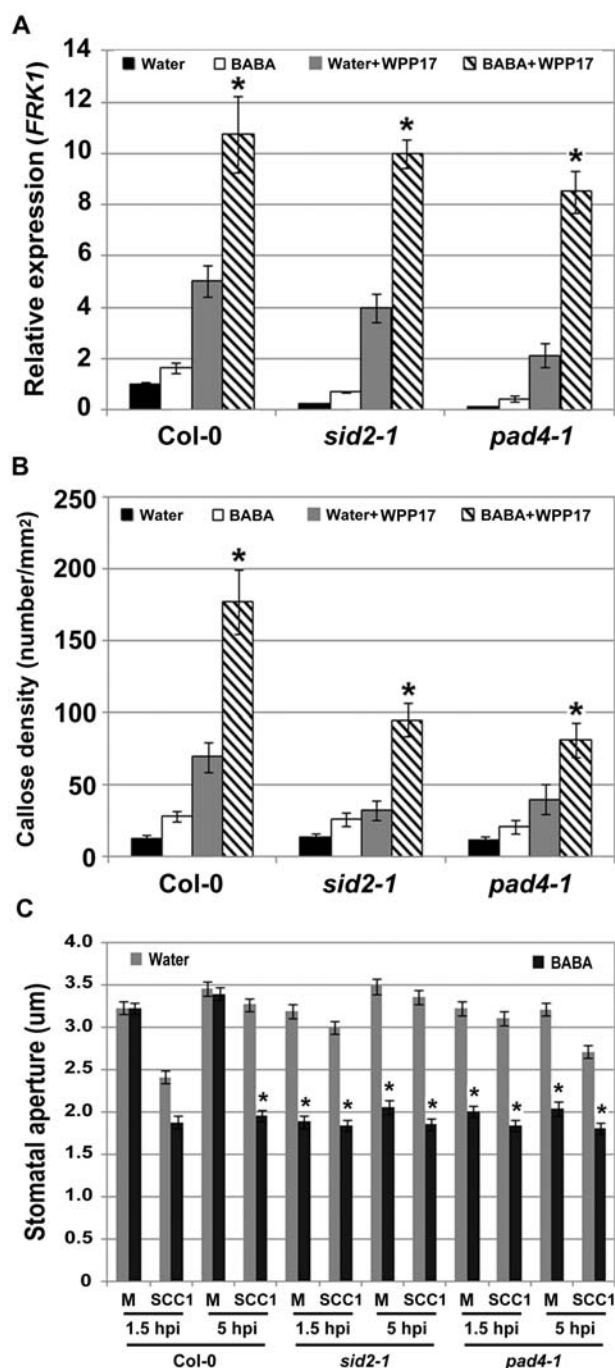 A
Relative expression (FRK1)
14
12
10
8
6
4
2
0
Water BABA Water+WPP17 BABA+WPP17
* * *
Col-0 sid2-1 pad4-1
B
Callose density (number/mm2)
250
200
150
100
50
0
Water BABA Water+WPP17 BABA+WPP17
* * *
Col-0 sid2-1 pad4-1
C
Stomatal aperture (um)
4.0
3.5
3.0
2.5
2.0
1.5
1.0
0.5
0
Water BABA
* * * * * * * * *
M SCC1 M SCC1 M SCC1 M SCC1 M SCC1 M SCC1
1.5 hpi 5 hpi 1.5 hpi 5 hpi 1.5 hpi 5 hpi
Col-0 sid2-1 pad4-1